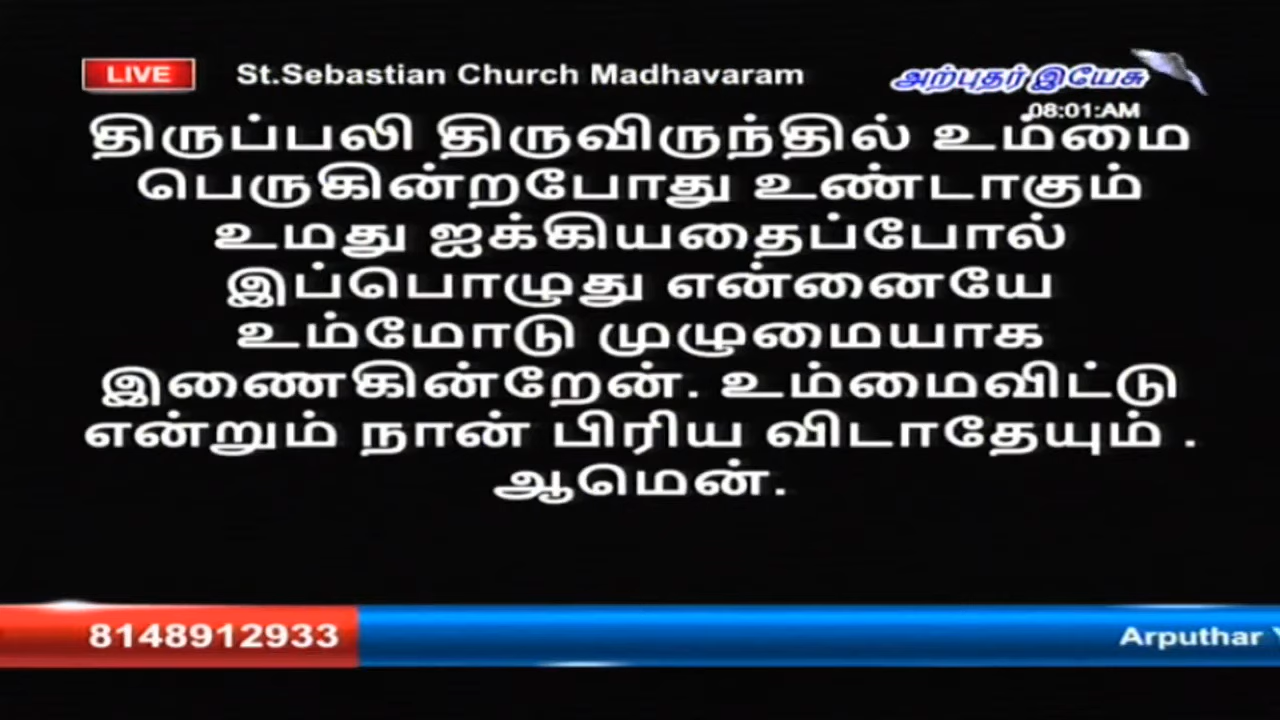 LIVE St.Sebastian Church Madhavaram அற்புதர் இயேசு
08:01:AM
திருப்பலி திருவிருந்தில் உம்மை
பெருகின்றபோது உண்டாகும்
உமது ஐக்கியதைப்போல்
இப்பொழுது என்னையே
உம்மோடு முழுமையாக
இணைகின்றேன். உம்மைவிட்டு
என்றும் நான் பிரிய விடாதேயும் .
ஆமென்.
8148912933 Arputhar